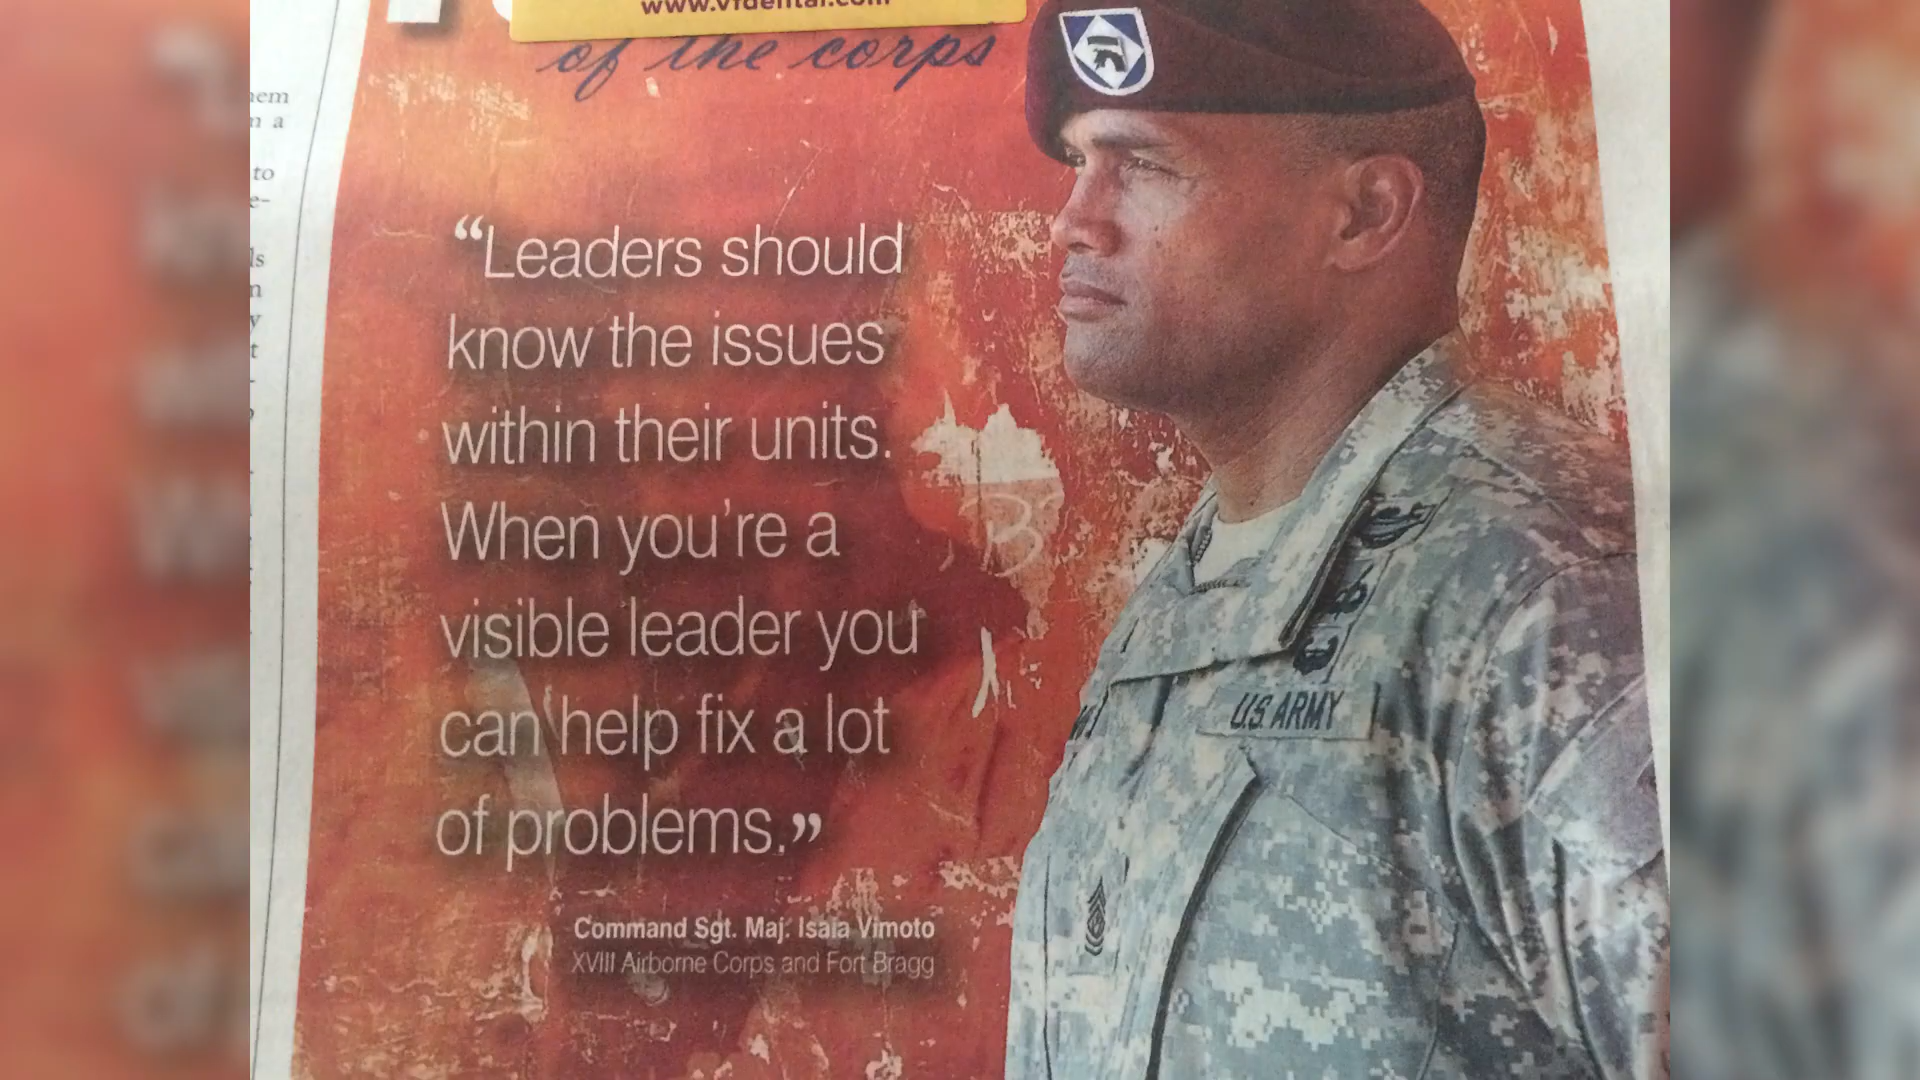 www.vfdental.com
of the corps
“Leaders should
know the issues
within their units.
When you’re a
visible leader you
can help fix a lot
of problems.”
Command Sgt. Maj. Isaia Vimoto
XVIII Airborne Corps and Fort Bragg
U.S. ARMY